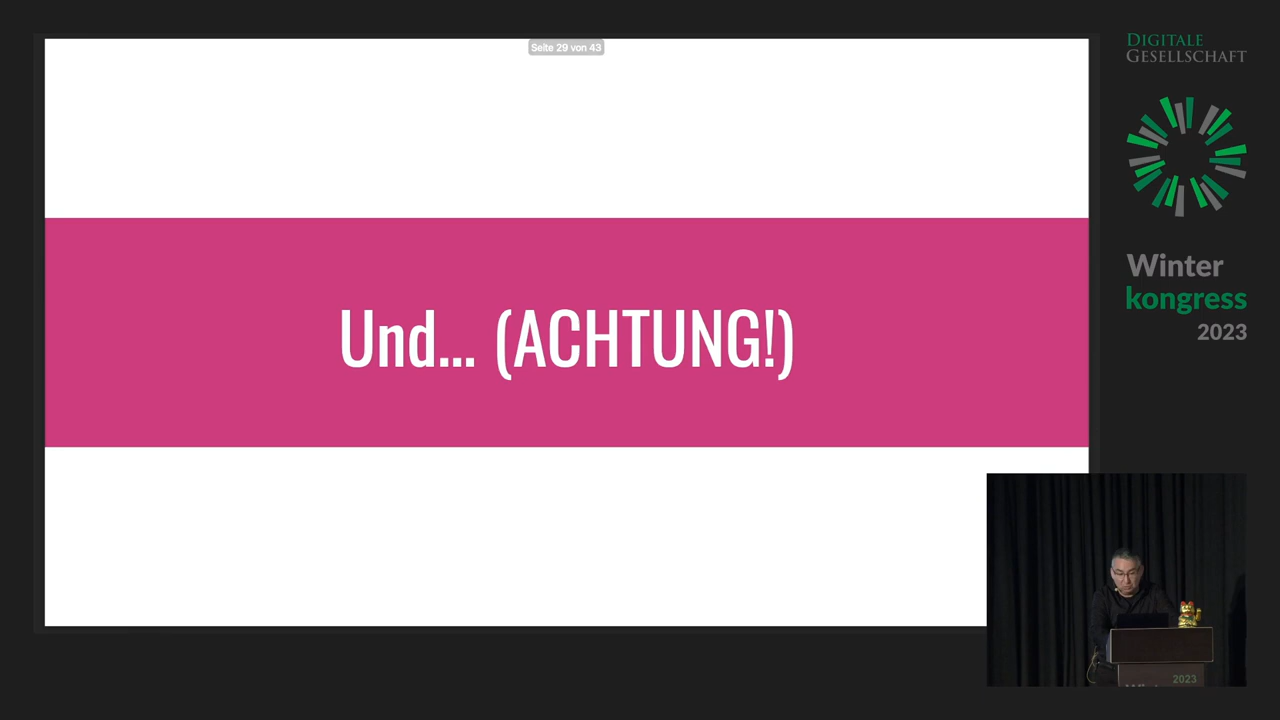 Seite 29 von 43
Und... (ACHTUNG!)
DIGITALE
GESELLSCHAFT
Winter
kongress
2023
2023